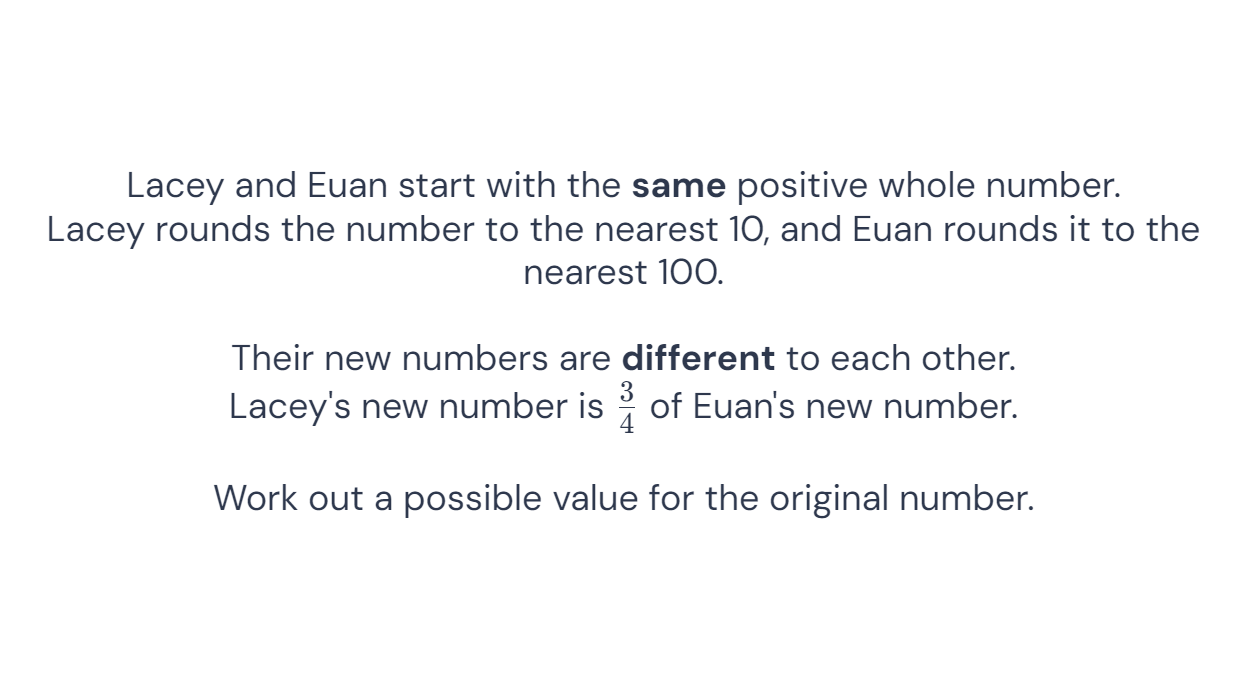 Lacey and Euan start with the same positive whole number.
Lacey rounds the number to the nearest 10, and Euan rounds it to the
nearest 100.
Their new numbers are different to each other.
Lacey's new number is 3/4 of Euan's new number.
Work out a possible value for the original number.